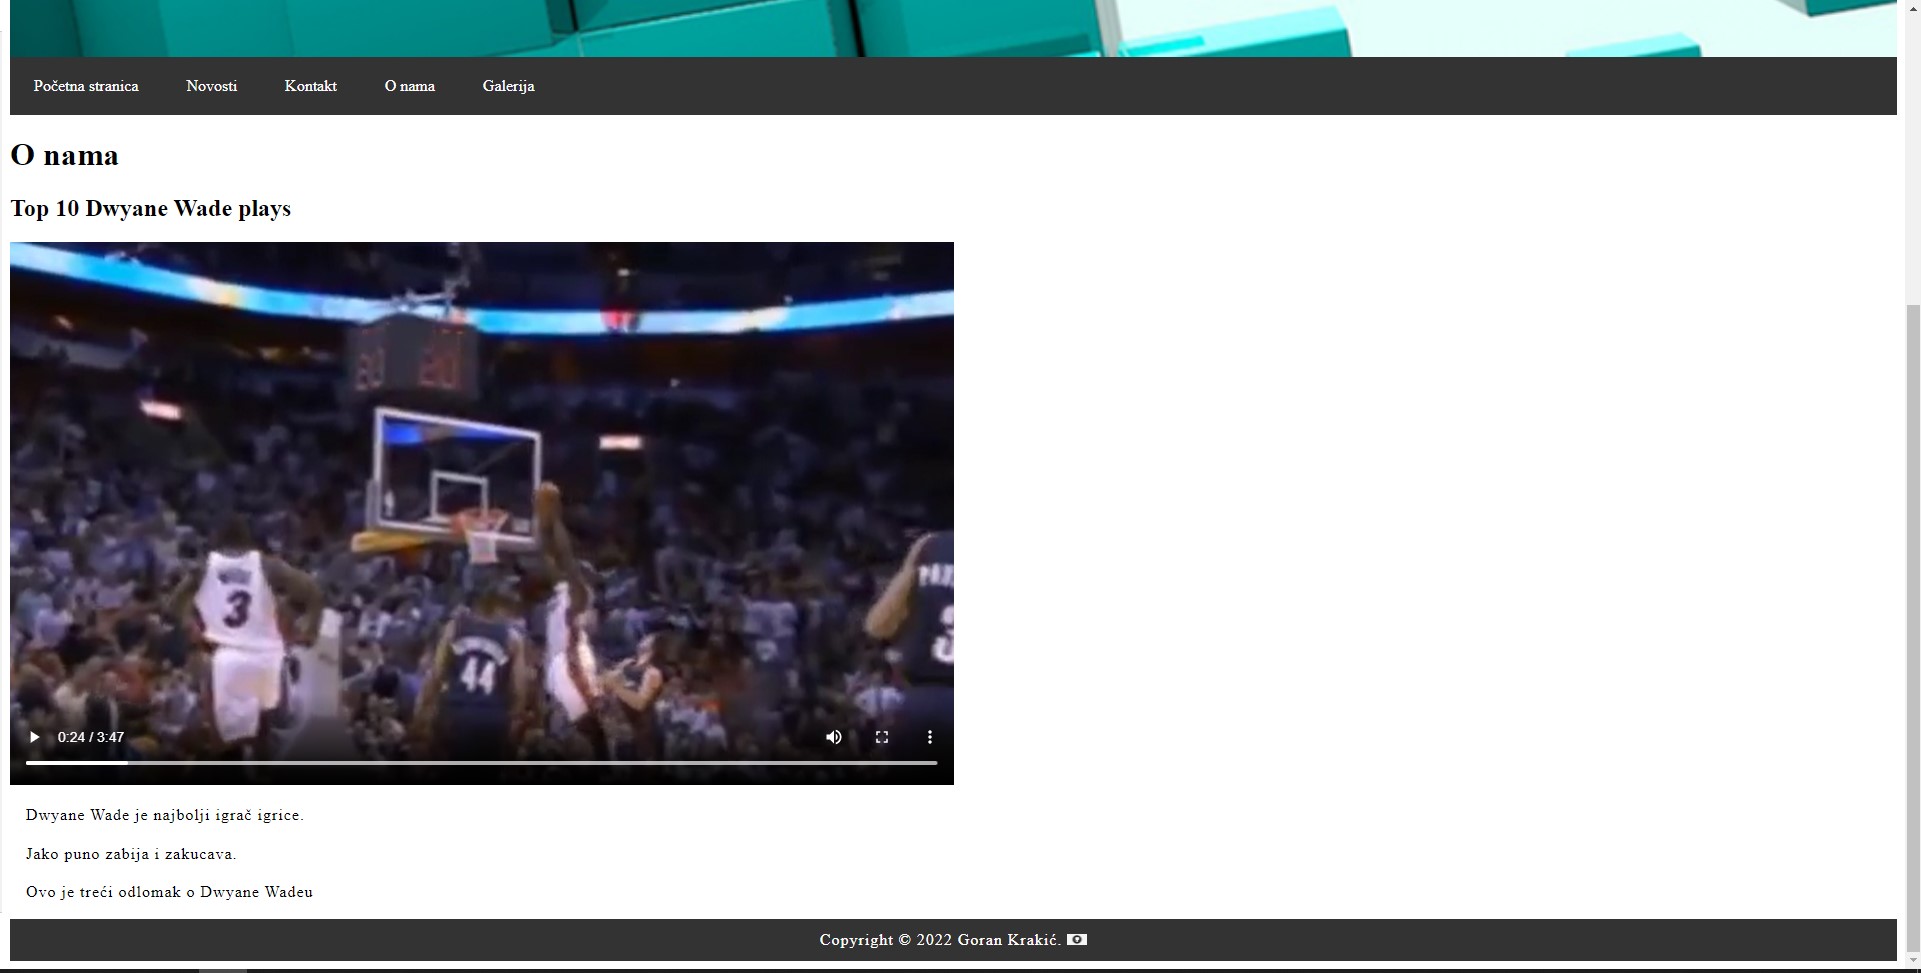 Početna stranica Novosti Kontakt O nama Galerija
O nama
Top 10 Dwyane Wade plays
3
44
3
0:24 / 3:47
Dwyane Wade je najbolji igrač igrice.
Jako puno zabija i zakucava.
Ovo je treći odlomak o Dwyane Wadeu
Copyright © 2022 Goran Krakić.